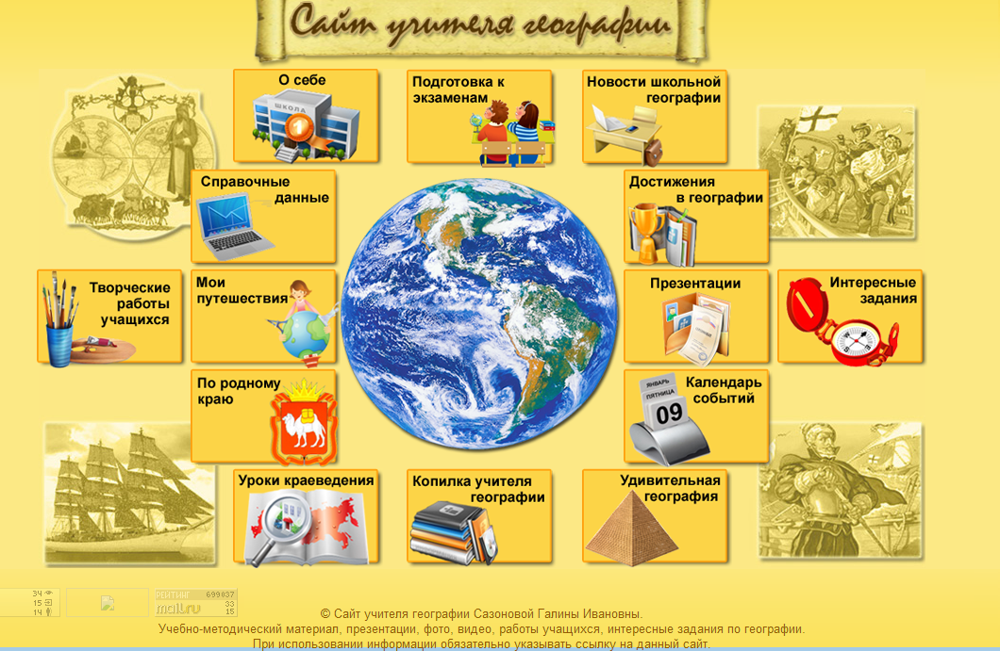 Сайт учителя географии
О себе
ШКОЛА
1
Подготовка к
экзаменам
Новости школьной
географии
Справочные
данные
Достижения
в географии
Творческие
работы
учащихся
Мои
путешествия
Презентации
Интересные
задания
По родному
краю
Календарь
событий
ЯНВАРЬ
ПЯТНИЦА
09
Уроки краеведения
Копилка учителя
географии
Удивительная
география
34
15
14
РЕЙТИНГ 699037
mail.ru 33
15
© Сайт учителя географии Сазоновой Галины Ивановны.
Учебно-методический материал, презентации, фото, видео, работы учащихся, интересные задания по географии.
При использовании информации обязательно указывать ссылку на данный сайт.